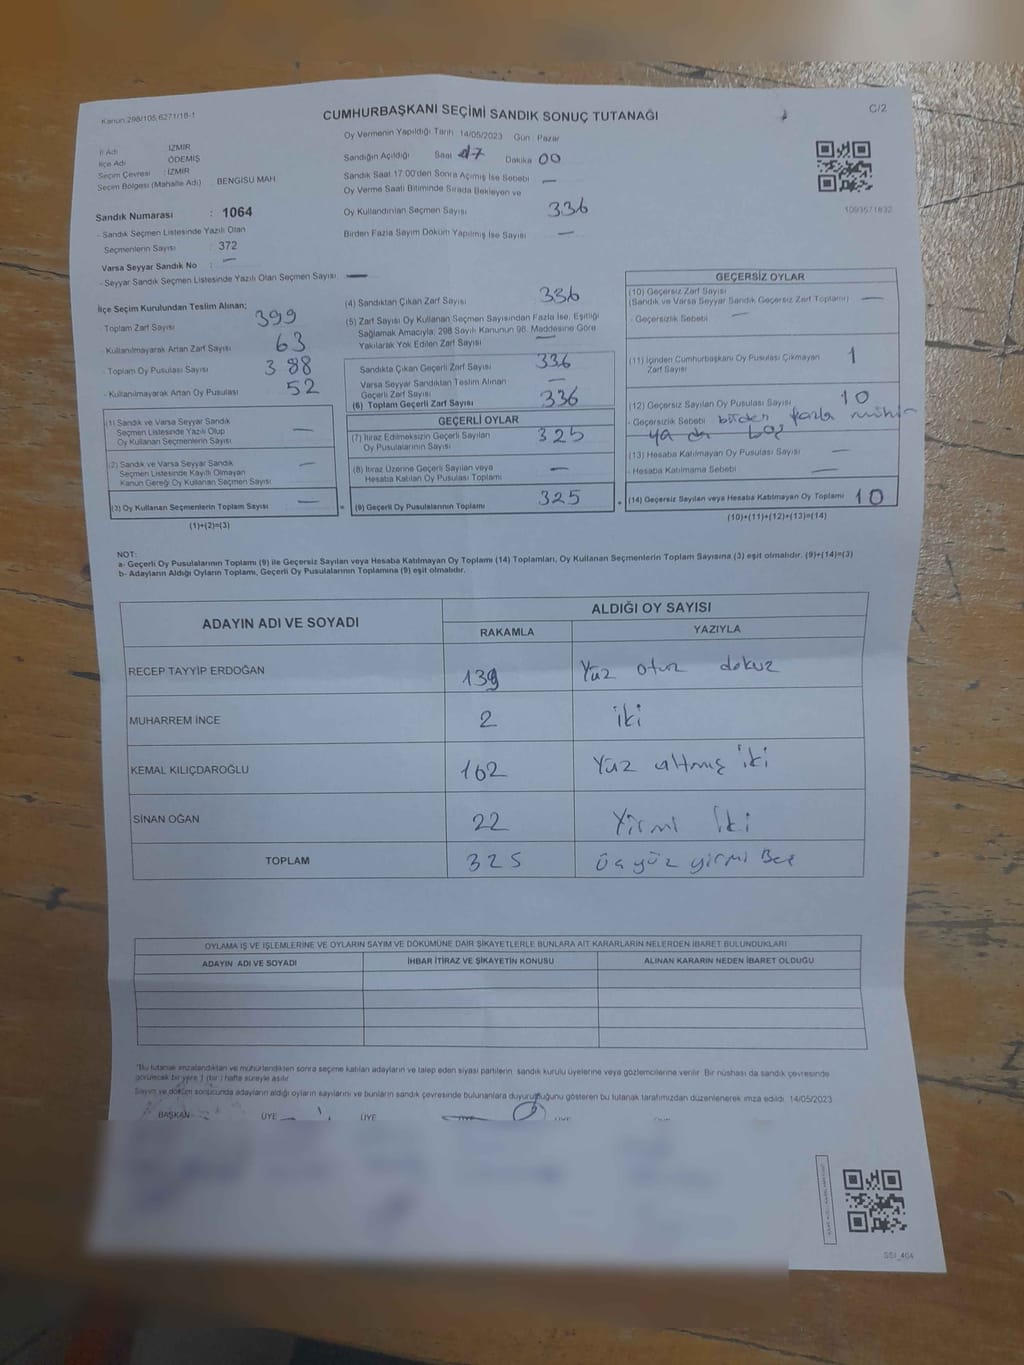 Kanun 298/105,6271/18-1
CUMHURBAŞKANI SEÇİMİ SANDIK SONUÇ TUTANAĞI
C/2
İl Adı İZMİR
İlçe Adı ÖDEMİŞ
Seçim Çevresi : İZMİR
Seçim Bölgesi (Mahalle Adı) : BENGİSU MAH.
Sandık Numarası : 1064
- Sandık Seçmen Listesinde Yazılı Olan
Seçmenlerin Sayısı : 372
Varsa Seyyar Sandık No : —
- Seyyar Sandık Seçmen Listesinde Yazılı Olan Seçmen Sayısı —
Oy Vermenin Yapıldığı Tarih 14/05/2023 Gün : Pazar
Sandığın Açıldığı Saat 17 Dakika 00
Sandık Saat 17:00'den Sonra Açılmış İse Sebebi —
Oy Verme Saati Bitiminde Sırada Bekleyen ve
Oy Kullandırılan Seçmen Sayısı 336
Birden Fazla Sayım Döküm Yapılmış İse Sayısı —
1093571832
İlçe Seçim Kurulundan Teslim Alınan;
- Toplam Zarf Sayısı 399
- Kullanılmayarak Artan Zarf Sayısı 63
- Toplam Oy Pusulası Sayısı 388
- Kullanılmayarak Artan Oy Pusulası 52
(1) Sandık ve Varsa Seyyar Sandık
Seçmen Listesinde Yazılı Olup
Oy Kullanan Seçmenlerin Sayısı —
(2) Sandık ve Varsa Seyyar Sandık
Seçmen Listesinde Kayıtlı Olmayan
Kanun Gereği Oy Kullanan Seçmen Sayısı —
(3) Oy Kullanan Seçmenlerin Toplam Sayısı —
(1)+(2)=(3)
(4) Sandıktan Çıkan Zarf Sayısı 336
(5) Zarf Sayısı Oy Kullanan Seçmen Sayısından Fazla İse, Eşitliği
Sağlamak Amacıyla, 298 Sayılı Kanunun 98. Maddesine Göre
Yakılarak Yok Edilen Zarf Sayısı —
Sandıkta Çıkan Geçerli Zarf Sayısı 336
Varsa Seyyar Sandıktan Teslim Alınan
Geçerli Zarf Sayısı —
(6) Toplam Geçerli Zarf Sayısı 336
GEÇERLİ OYLAR
(7) İtiraz Edilmeksizin Geçerli Sayılan
Oy Pusulalarının Sayısı 325
(8) İtiraz Üzerine Geçerli Sayılan veya
Hesaba Katılan Oy Pusulası Toplamı —
= (9) Geçerli Oy Pusulalarının Toplamı 325
GEÇERSİZ OYLAR
(10) Geçersiz Zarf Sayısı
(Sandık ve Varsa Seyyar Sandık Geçersiz Zarf Toplamı) —
- Geçersizlik Sebebi —
(11) İçinden Cumhurbaşkanı Oy Pusulası Çıkmayan
Zarf Sayısı 1
(12) Geçersiz Sayılan Oy Pusulası Sayısı 10
- Geçersizlik Sebebi birden fazla mühür
ya da boş
(13) Hesaba Katılmayan Oy Pusulası Sayısı —
- Hesaba Katılmama Sebebi —
+ (14) Geçersiz Sayılan veya Hesaba Katılmayan Oy Toplamı 10
(10)+(11)+(12)+(13)=(14)
NOT:
a- Geçerli Oy Pusulalarının Toplamı (9) ile Geçersiz Sayılan veya Hesaba Katılmayan Oy Toplamı (14) Toplamları, Oy Kullanan Seçmenlerin Toplam Sayısına (3) eşit olmalıdır. (9)+(14)=(3)
b- Adayların Aldığı Oyların Toplamı, Geçerli Oy Pusulalarının Toplamına (9) eşit olmalıdır.
ADAYIN ADI VE SOYADI
ALDIĞI OY SAYISI
RAKAMLA YAZIYLA
RECEP TAYYİP ERDOĞAN 139 Yüz otuz dokuz
MUHARREM İNCE 2 iki
KEMAL KILIÇDAROĞLU 162 Yüz altmış iki
SİNAN OĞAN 22 Yirmi iki
TOPLAM 325 üçyüz yirmi Beş
OYLAMA İŞ VE İŞLEMLERİNE VE OYLARIN SAYIM VE DÖKÜMÜNE DAİR ŞİKAYETLERLE BUNLARA AİT KARARLARIN NELERDEN İBARET BULUNDUKLARI
ADAYIN ADI VE SOYADI İHBAR İTİRAZ VE ŞİKAYETİN KONUSU ALINAN KARARIN NEDEN İBARET OLDUĞU
"Bu tutanak imzalandıktan ve mühürlendikten sonra seçime katılan adayların ve talep eden siyasi partilerin, sandık kurulu üyelerine veya gözlemcilerine verilir. Bir nüshası da sandık çevresinde
görülecek bir yere 1 (bir) hafta süreyle asılır.
Sayım ve döküm sonucunda adayların aldığı oyların sayılarını ve bunların sandık çevresinde bulunanlara duyurulduğunu gösteren bu tutanak tarafımızdan düzenlenerek imza edildi. 14/05/2023
BAŞKAN ÜYE ÜYE
SSI_404